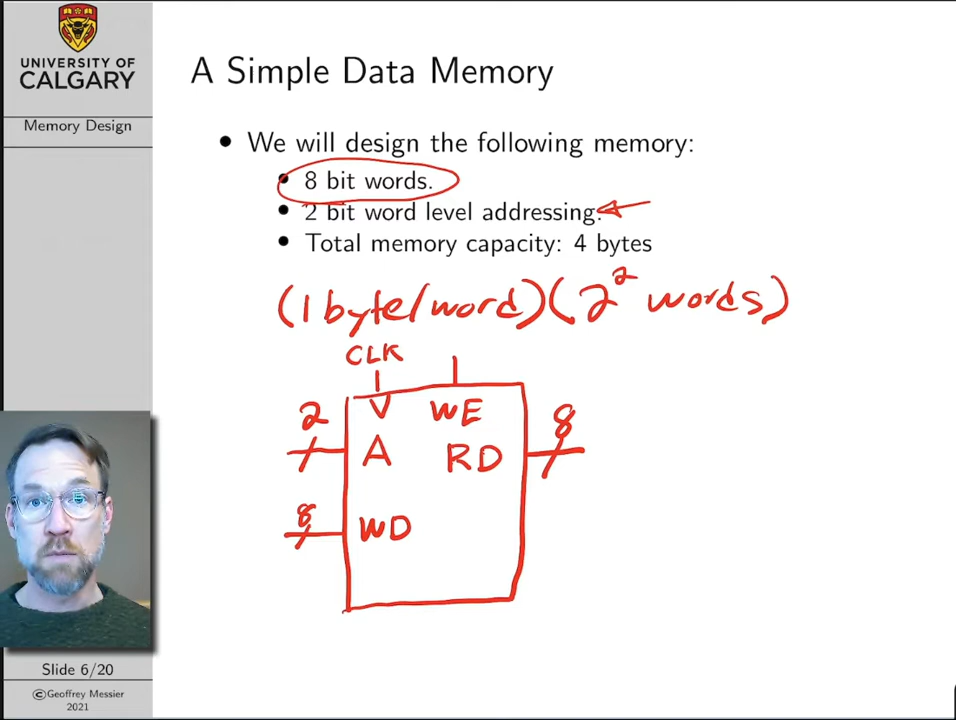 UNIVERSITY OF
CALGARY
Memory Design
A Simple Data Memory
• We will design the following memory:
• 8 bit words.
• 2 bit word level addressing.
• Total memory capacity: 4 bytes
(1 byte/word)(2² words)
CLK
2
WE
8
A
RD
8
WD
Slide 6/20
©Geoffrey Messier
2021